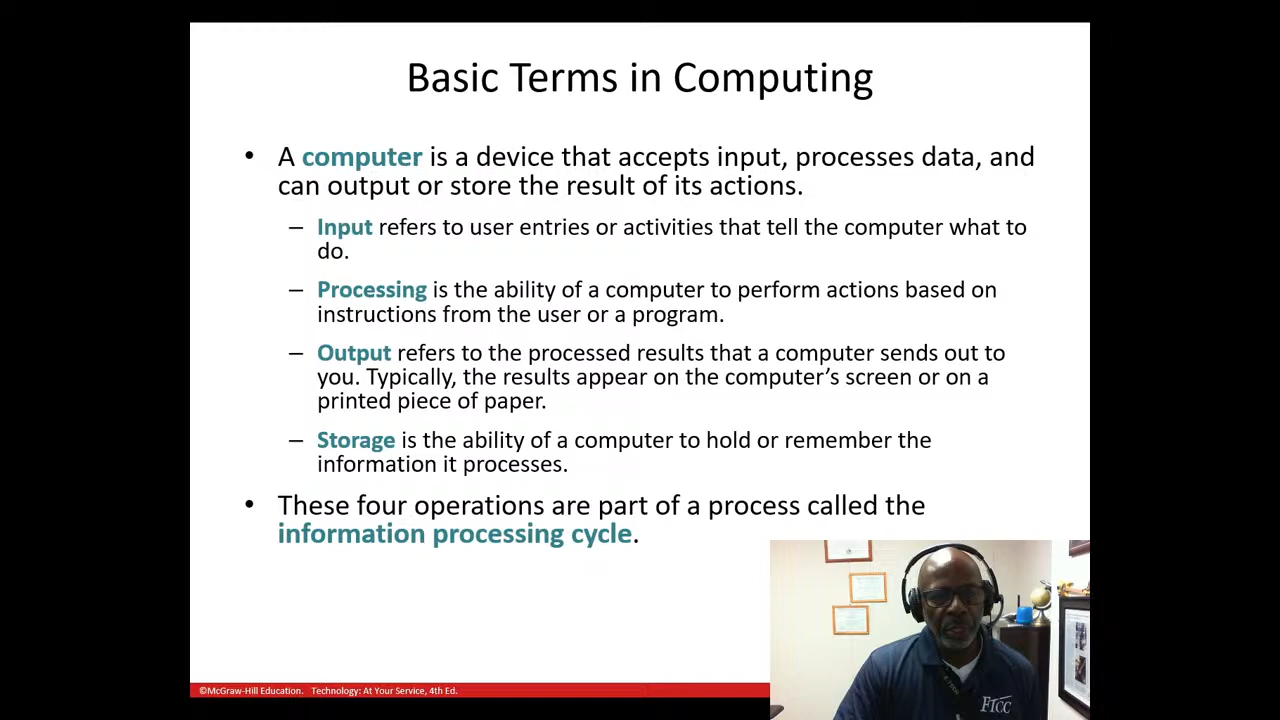 Basic Terms in Computing
• A computer is a device that accepts input, processes data, and
can output or store the result of its actions.
– Input refers to user entries or activities that tell the computer what to
do.
– Processing is the ability of a computer to perform actions based on
instructions from the user or a program.
– Output refers to the processed results that a computer sends out to
you. Typically, the results appear on the computer’s screen or on a
printed piece of paper.
– Storage is the ability of a computer to hold or remember the
information it processes.
• These four operations are part of a process called the
information processing cycle.
©McGraw-Hill Education. Technology: At Your Service, 4th Ed.
FTCC